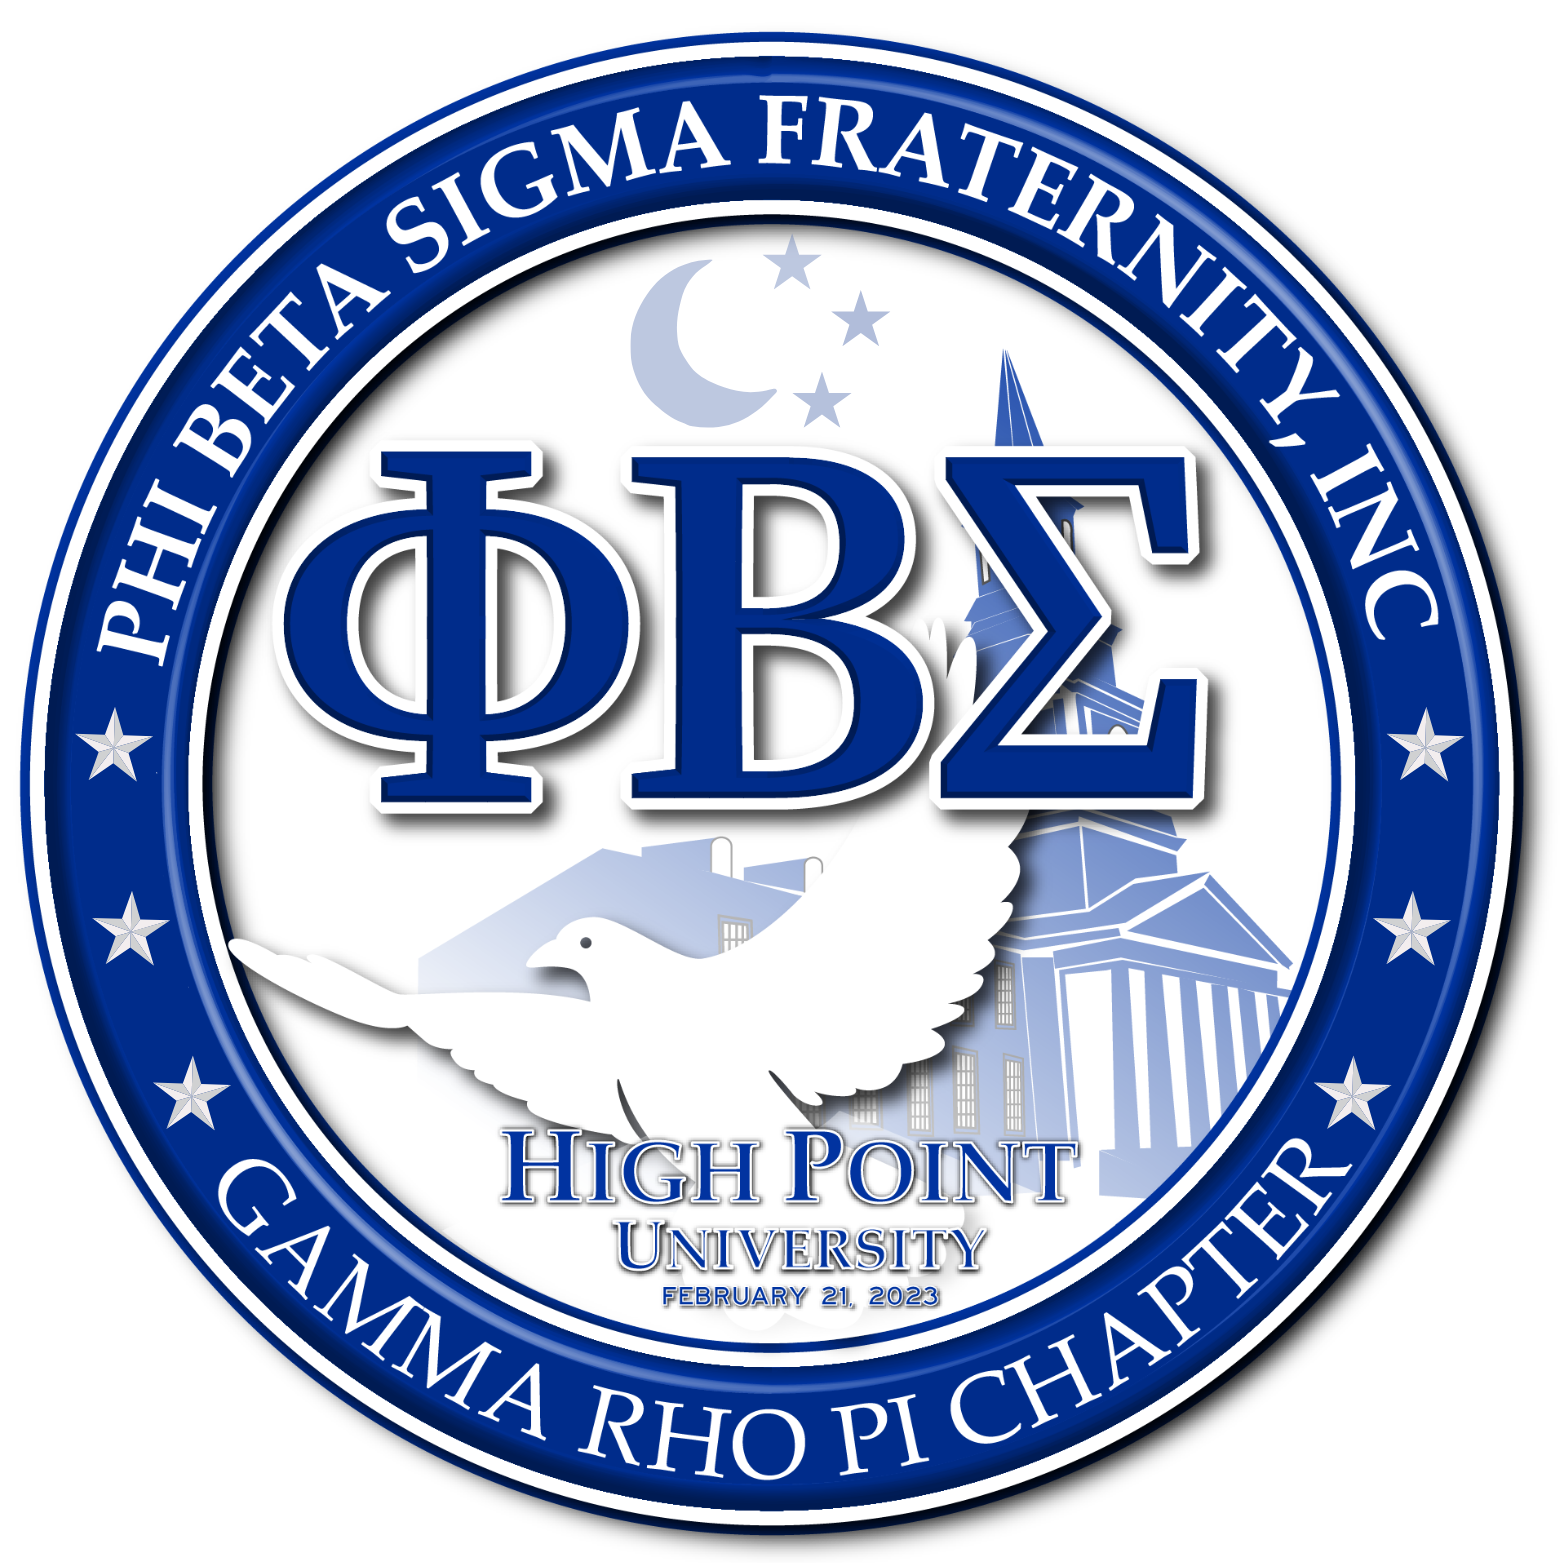 PHI BETA SIGMA FRATERNITY, INC
ΦΒΣ
HIGH POINT
UNIVERSITY
FEBRUARY 21, 2023
GAMMA RHO PI CHAPTER